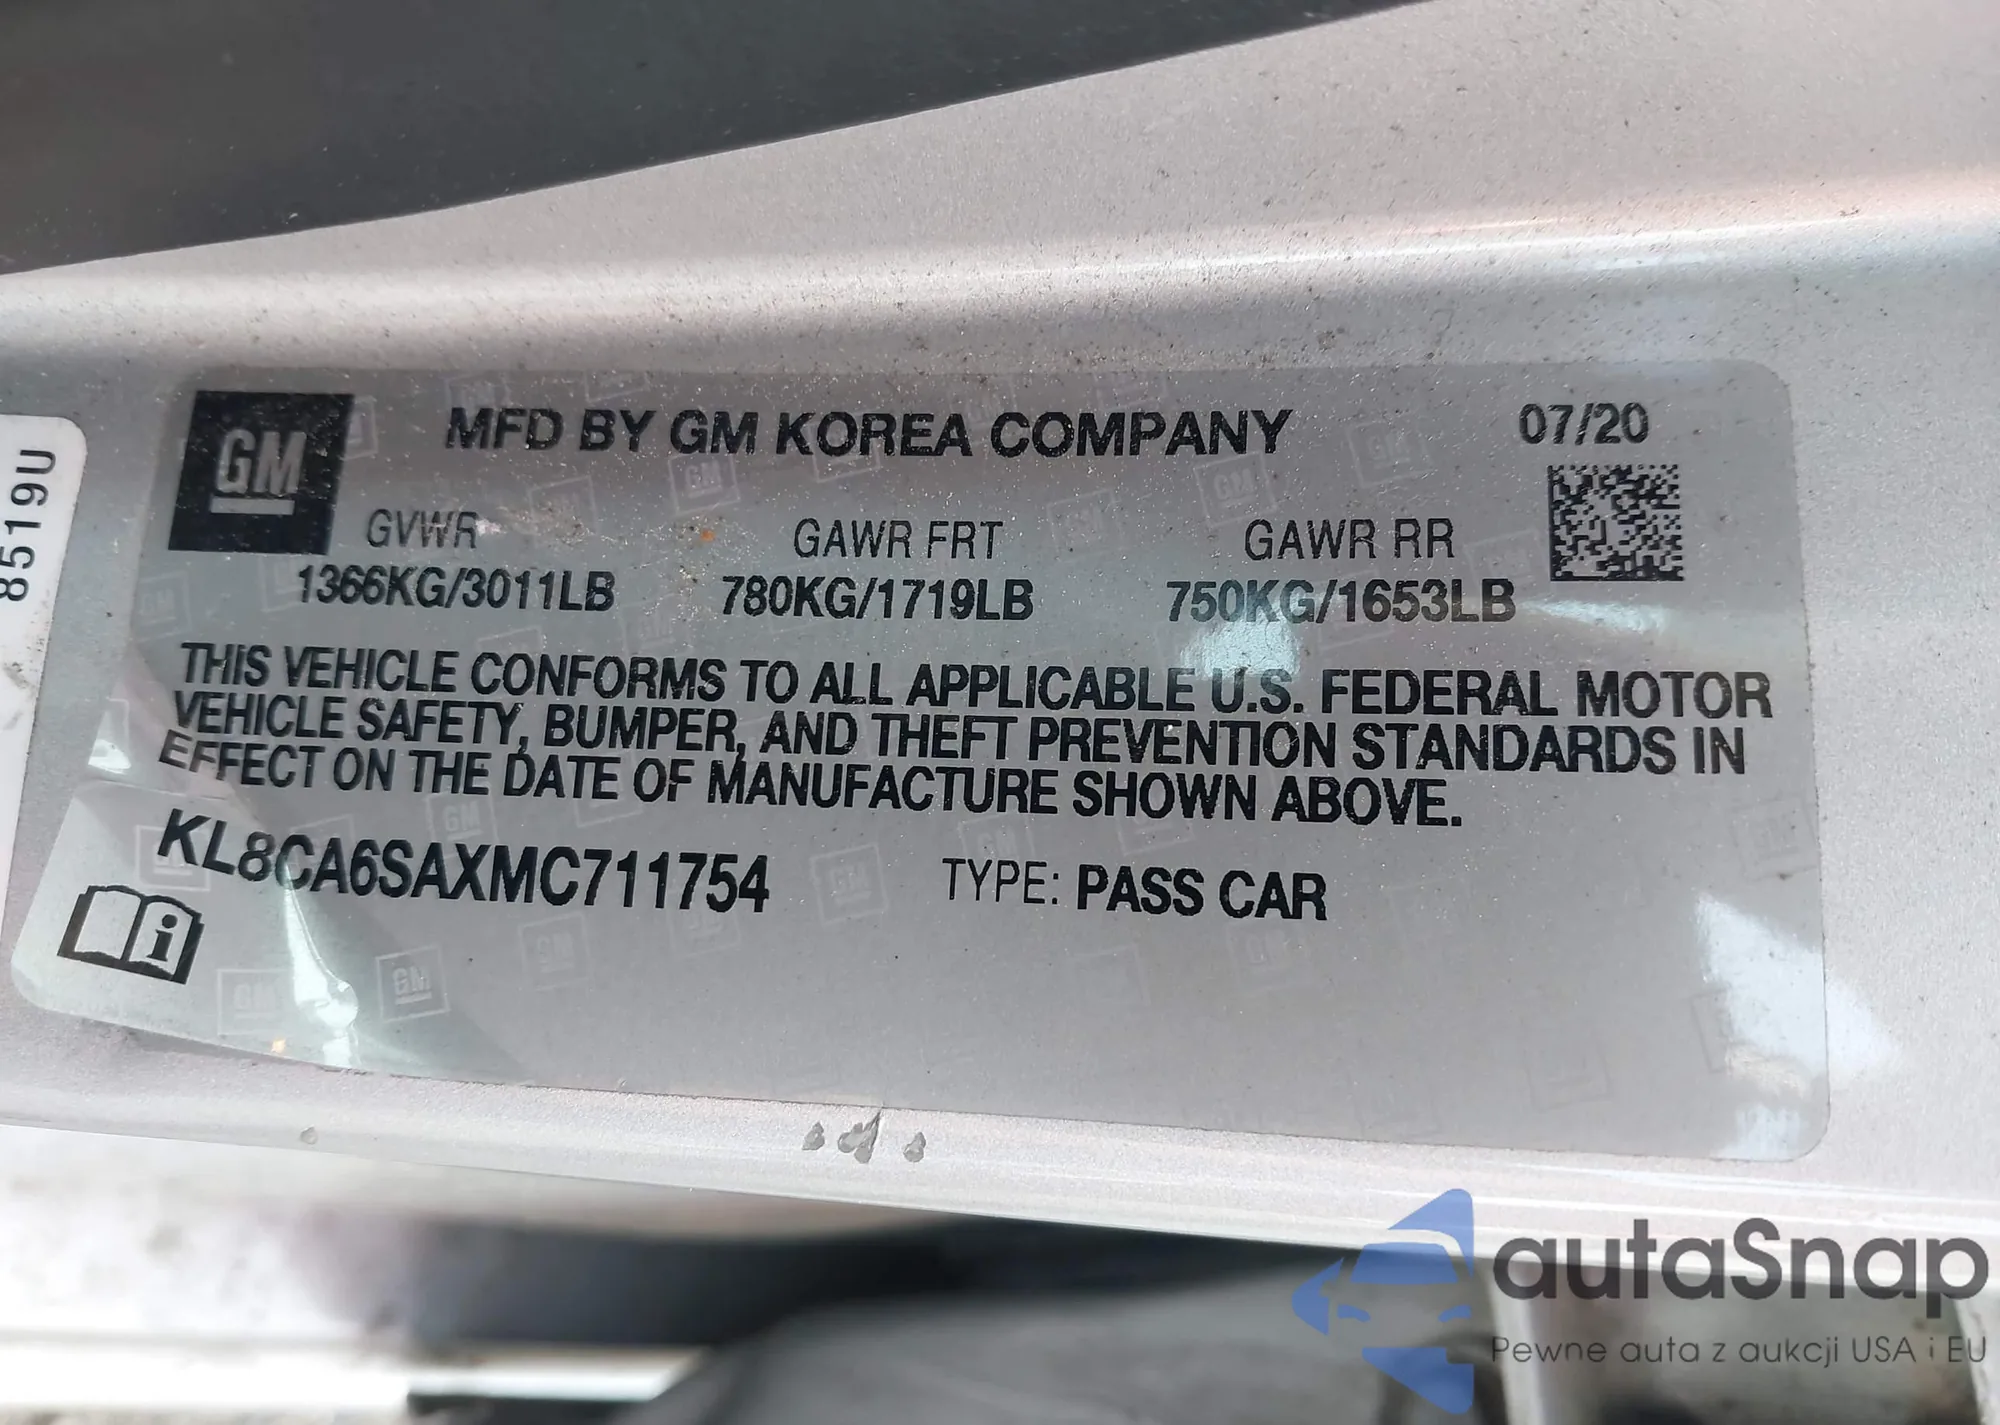 8519U
GM
MFD BY GM KOREA COMPANY
07/20
GVWR
GAWR FRT
GAWR RR
1366KG/3011LB
780KG/1719LB
750KG/1653LB
THIS VEHICLE CONFORMS TO ALL APPLICABLE U.S. FEDERAL MOTOR
VEHICLE SAFETY, BUMPER, AND THEFT PREVENTION STANDARDS IN
EFFECT ON THE DATE OF MANUFACTURE SHOWN ABOVE.
KL8CA6SAXMC711754
TYPE: PASS CAR
autaSnap
Pewne auta z aukcji USA i EU